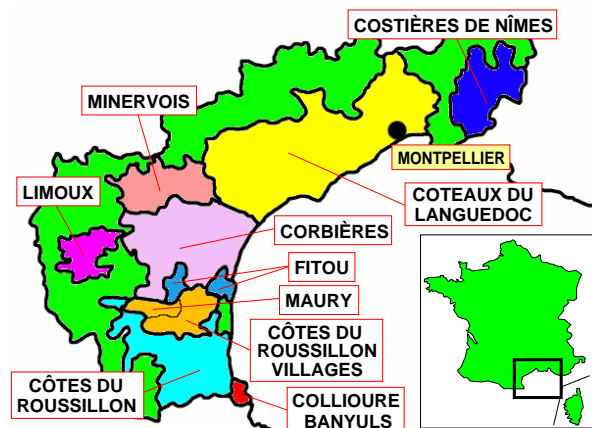 COSTIÈRES DE NÎMES
MINERVOIS
MONTPELLIER
LIMOUX
COTEAUX DU
LANGUEDOC
CORBIÈRES
FITOU
MAURY
CÔTES DU
ROUSSILLON
VILLAGES
CÔTES DU
ROUSSILLON
COLLIOURE
BANYULS